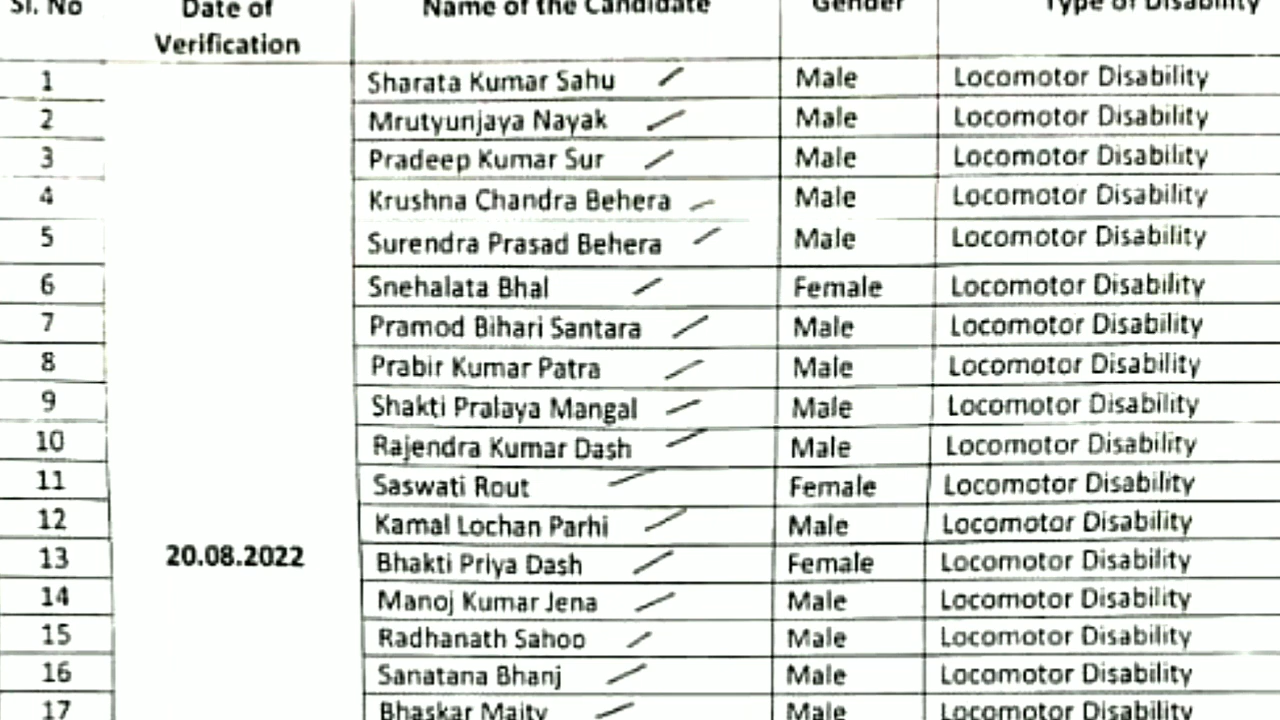 Sl. No Date of Verification Name of the Candidate Gender Type of Disability
1 Sharata Kumar Sahu Male Locomotor Disability
2 Mrutyunjaya Nayak Male Locomotor Disability
3 Pradeep Kumar Sur Male Locomotor Disability
4 Krushna Chandra Behera Male Locomotor Disability
5 Surendra Prasad Behera Male Locomotor Disability
6 Snehalata Bhal Female Locomotor Disability
7 Pramod Bihari Santara Male Locomotor Disability
8 Prabir Kumar Patra Male Locomotor Disability
9 Shakti Pralaya Mangal Male Locomotor Disability
10 Rajendra Kumar Dash Male Locomotor Disability
11 Saswati Rout Female Locomotor Disability
12 Kamal Lochan Parhi Male Locomotor Disability
13 20.08.2022 Bhakti Priya Dash Female Locomotor Disability
14 Manoj Kumar Jena Male Locomotor Disability
15 Radhanath Sahoo Male Locomotor Disability
16 Sanatana Bhanj Male Locomotor Disability
17 Bhaskar Maity Male Locomotor Disability